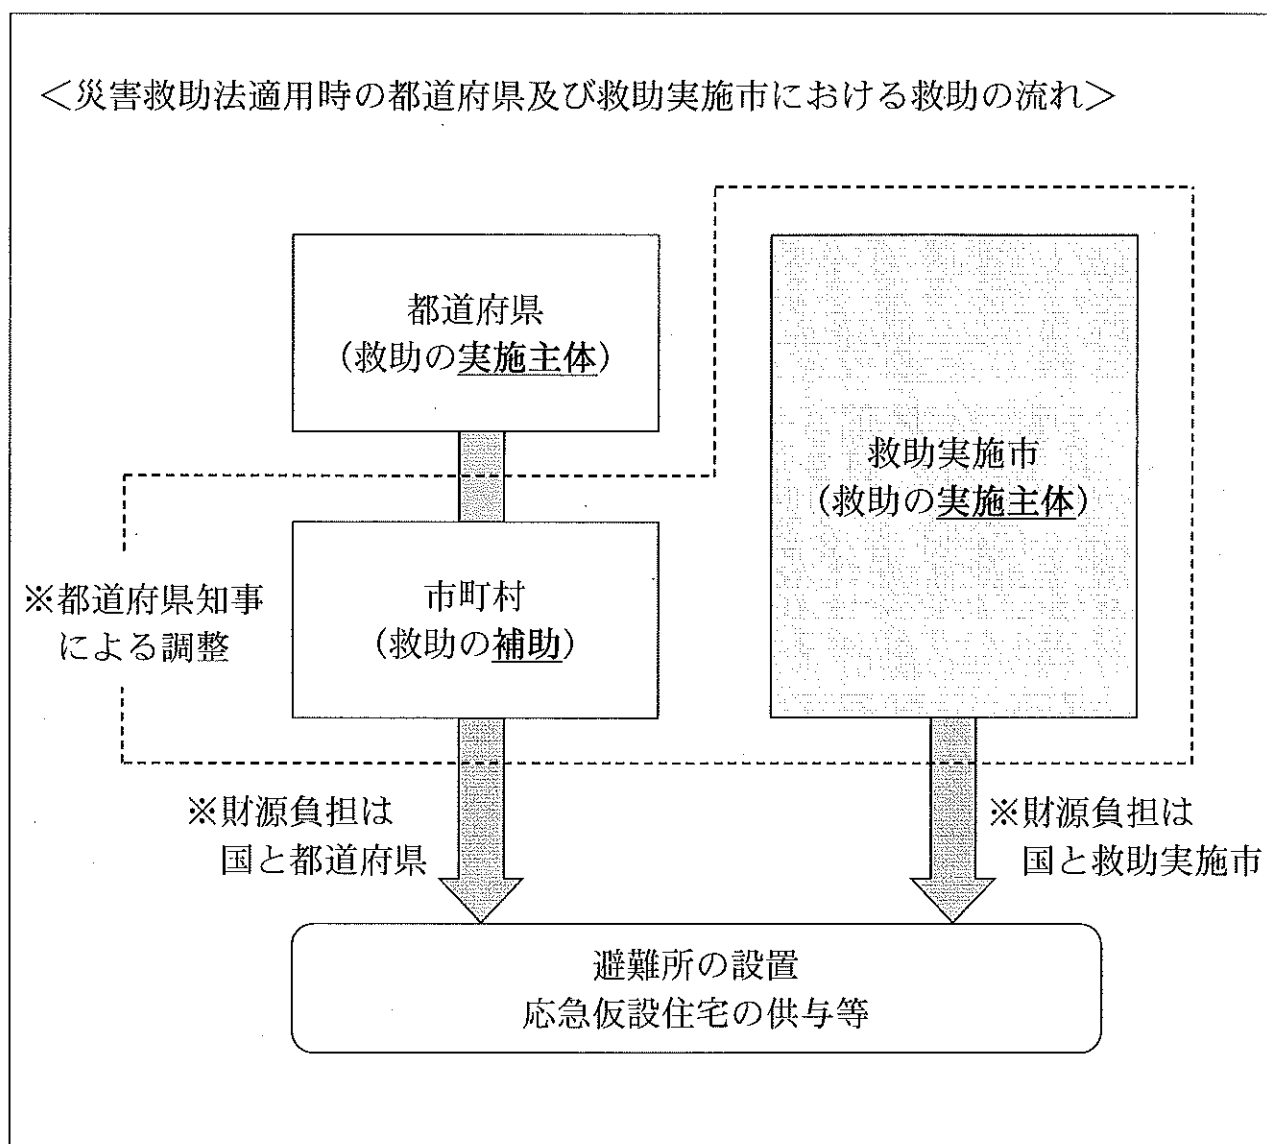 ＜災害救助法適用時の都道府県及び救助実施市における救助の流れ＞
都道府県
（救助の実施主体）
救助実施市
（救助の実施主体）
※都道府県知事
による調整
市町村
（救助の補助）
※財源負担は
国と都道府県
※財源負担は
国と救助実施市
避難所の設置
応急仮設住宅の供与等